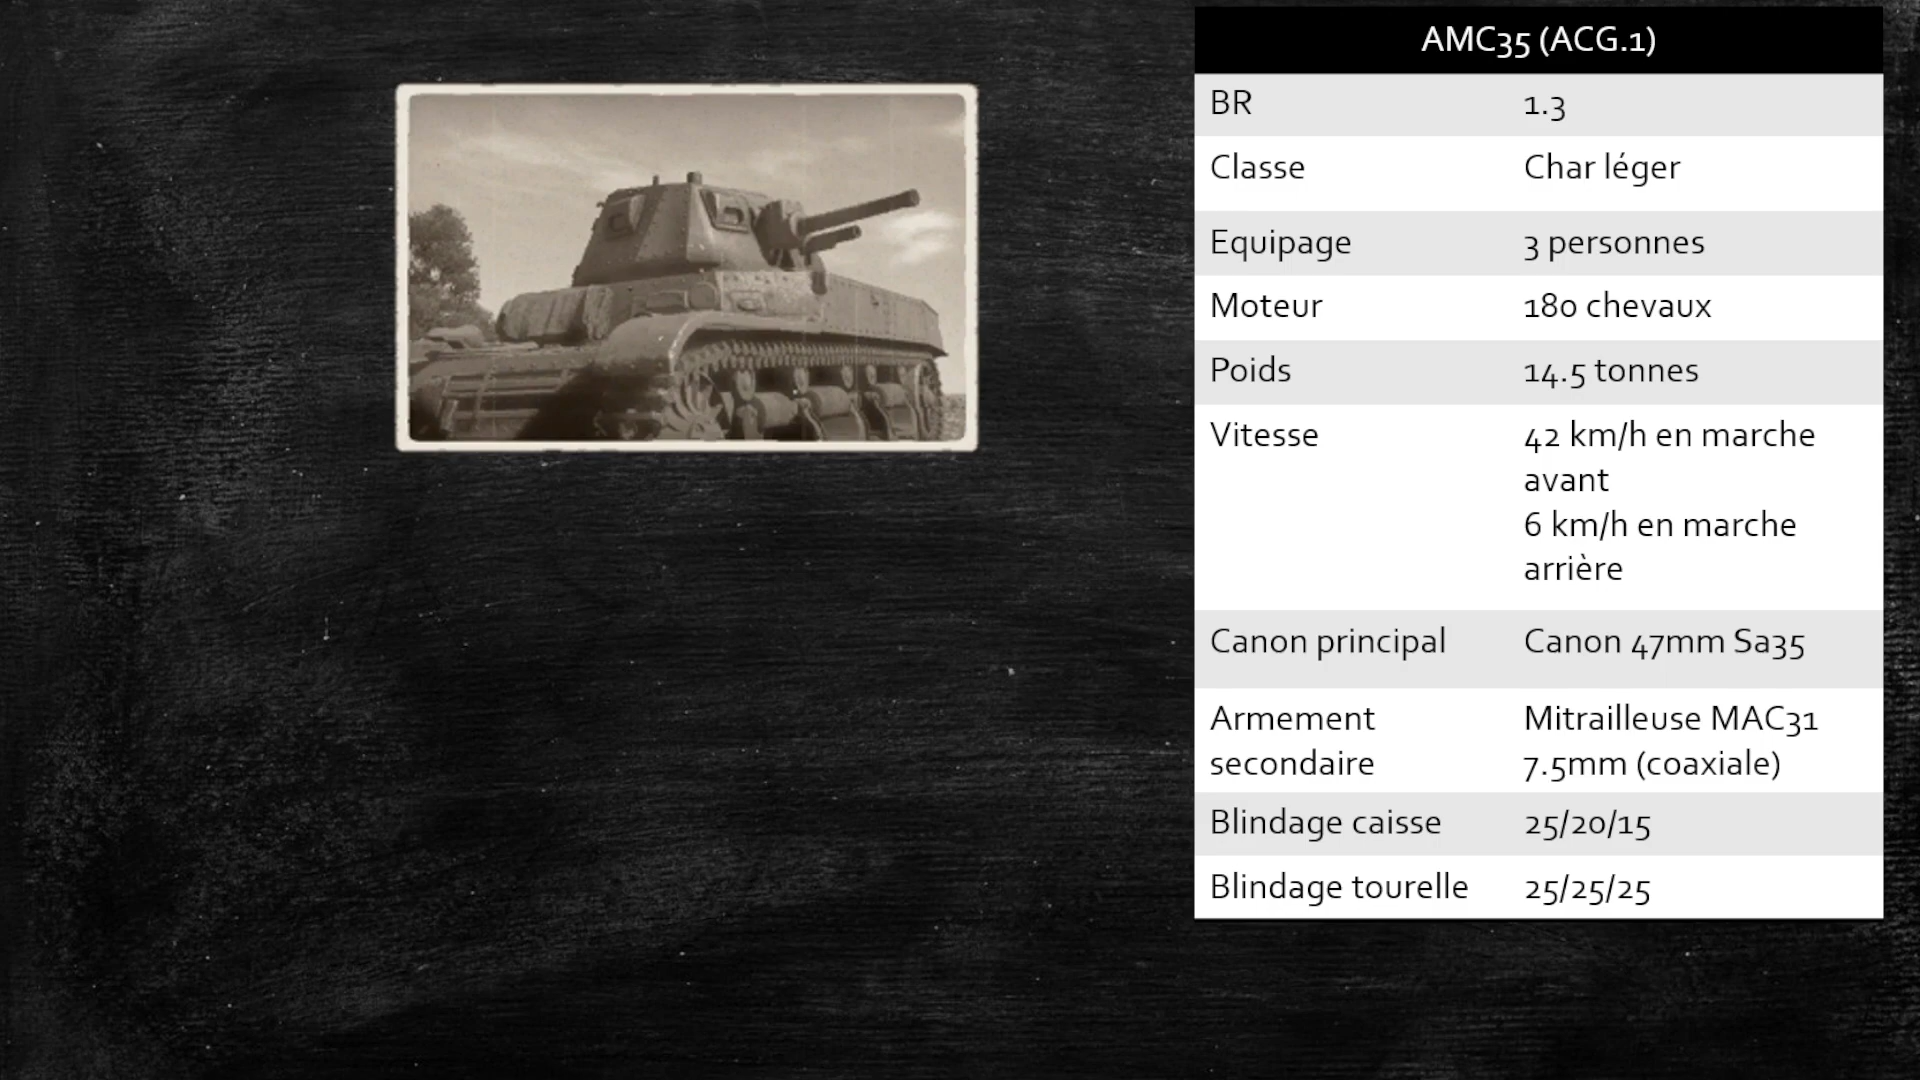 AMC35 (ACG.1)
BR 1.3
Classe Char léger
Equipage 3 personnes
Moteur 180 chevaux
Poids 14.5 tonnes
Vitesse 42 km/h en marche
avant
6 km/h en marche
arrière
Canon principal Canon 47mm Sa35
Armement Mitrailleuse MAC31
secondaire 7.5mm (coaxiale)
Blindage caisse 25/20/15
Blindage tourelle 25/25/25